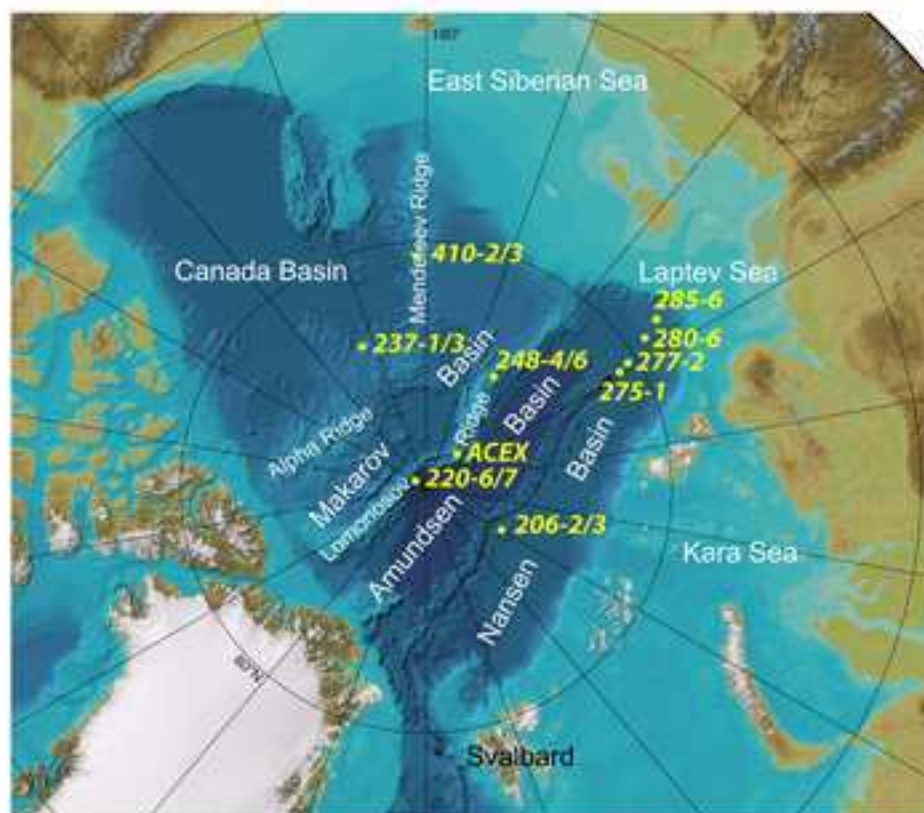 180°
East Siberian Sea
Mendeleev Ridge
410-2/3
Canada Basin
Laptev Sea
285-6
280-6
237-1/3
Basin
248-4/6
277-2
275-1
Basin
Ridge
Basin
Alpha Ridge
ACEX
Makarov
220-6/7
Lomonosov
Amundsen
206-2/3
Kara Sea
Nansen
80°N
Svalbard